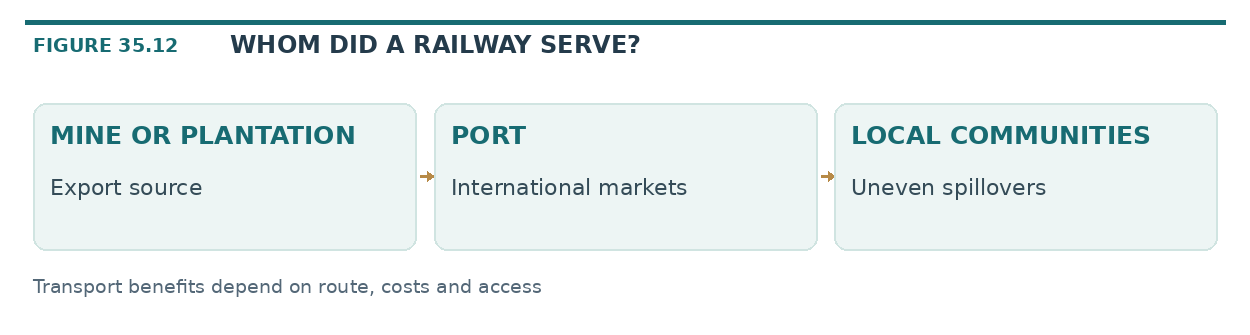 FIGURE 35.12 WHOM DID A RAILWAY SERVE?
MINE OR PLANTATION
Export source
PORT
International markets
LOCAL COMMUNITIES
Uneven spillovers
Transport benefits depend on route, costs and access